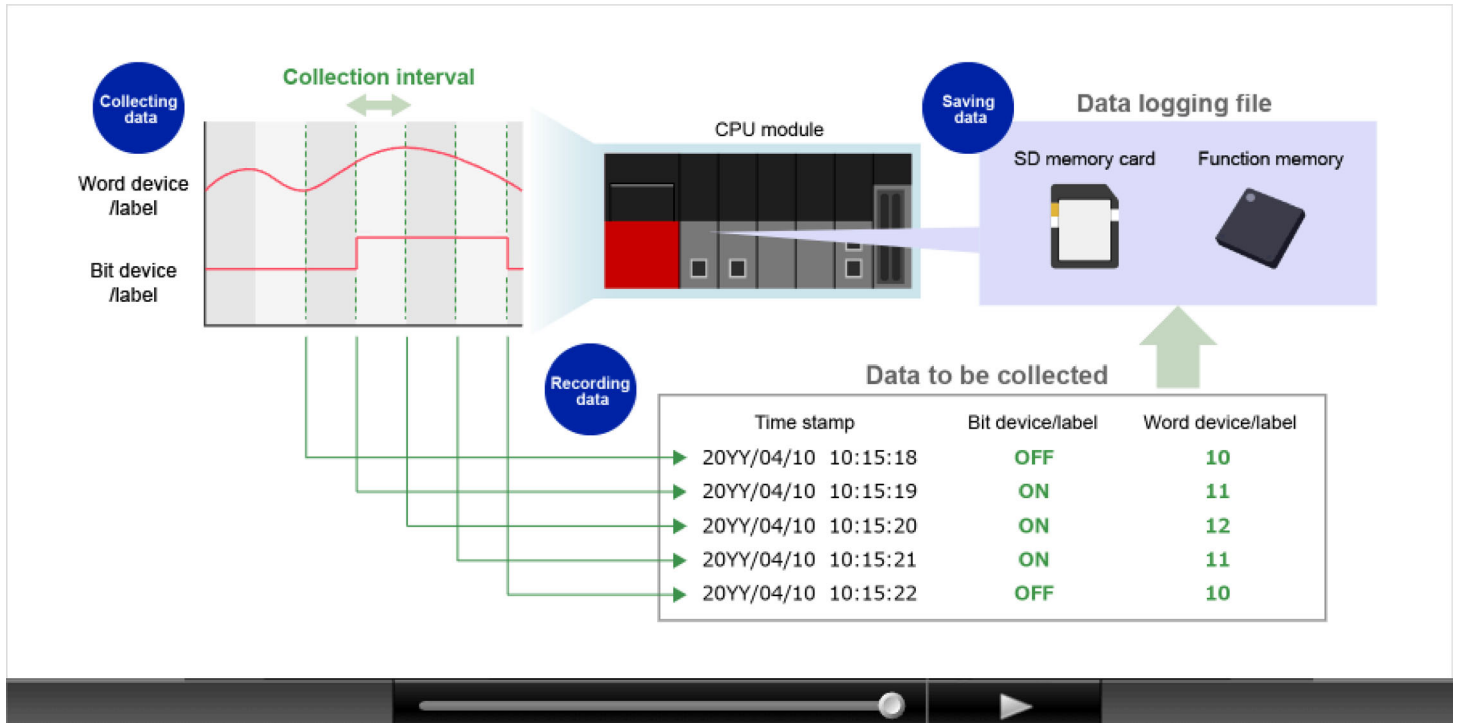 Collecting
data
Collection interval
Word device
/label
Bit device
/label
CPU module
Saving
data
Data logging file
SD memory card
Function memory
Recording
data
Data to be collected
Time stamp Bit device/label Word device/label
20YY/04/10 10:15:18 OFF 10
20YY/04/10 10:15:19 ON 11
20YY/04/10 10:15:20 ON 12
20YY/04/10 10:15:21 ON 11
20YY/04/10 10:15:22 OFF 10